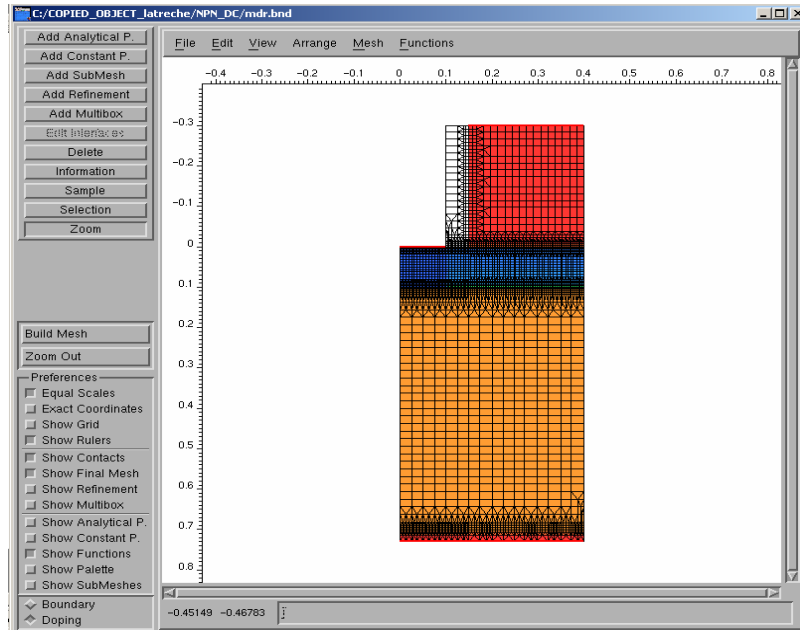 C:/COPIED_OBJECT_latreche/NPN_DC/mdr.bnd
Add Analytical P.
Add Constant P.
Add SubMesh
Add Refinement
Add Multibox
Edit Interfaces
Delete
Information
Sample
Selection
Zoom
Build Mesh
Zoom Out
Preferences
Equal Scales
Exact Coordinates
Show Grid
Show Rulers
Show Contacts
Show Final Mesh
Show Refinement
Show Multibox
Show Analytical P.
Show Constant P.
Show Functions
Show Palette
Show SubMeshes
Boundary
Doping
File Edit View Arrange Mesh Functions
-0.4 -0.3 -0.2 -0.1 0 0.1 0.2 0.3 0.4 0.5 0.6 0.7 0.8
-0.3
-0.2
-0.1
0
0.1
0.2
0.3
0.4
0.5
0.6
0.7
0.8
-0.45149 -0.46783